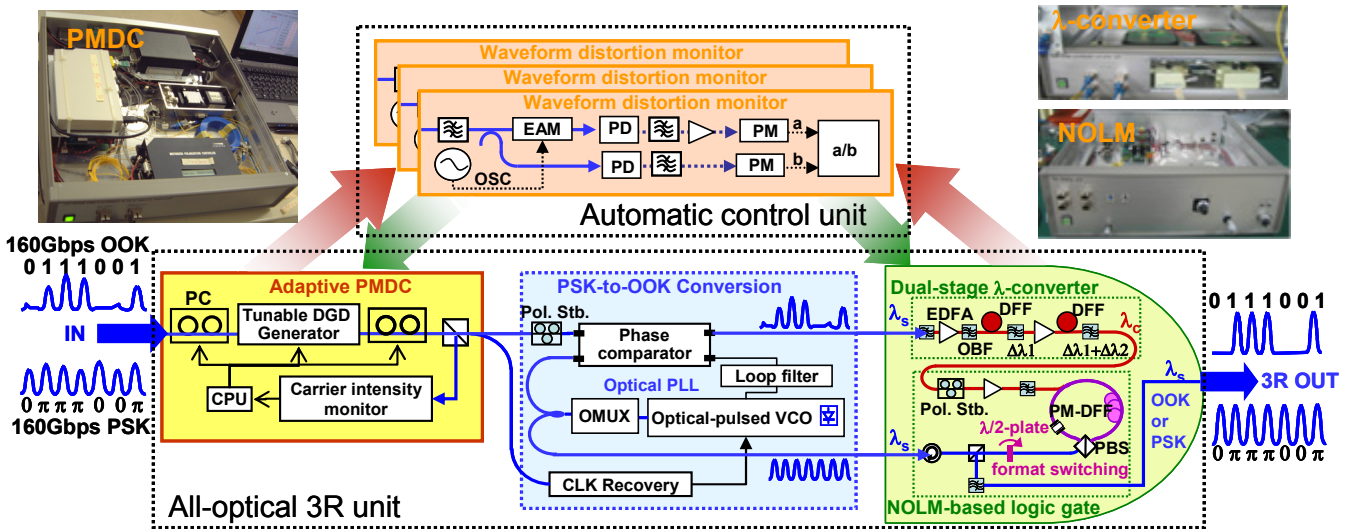 PMDC
Waveform distortion monitor
Waveform distortion monitor
Waveform distortion monitor
EAM
PD
PM
a
OSC
PD
PM
b
a/b
Automatic control unit
λ-converter
NOLM
160Gbps OOK
0 1 1 1 0 0 1
IN
0 π π π 0 0 π
160Gbps PSK
Adaptive PMDC
PC
Tunable DGD
Generator
CPU
Carrier intensity
monitor
All-optical 3R unit
PSK-to-OOK Conversion
Pol. Stb.
Phase
comparator
Optical PLL
Loop filter
OMUX
Optical-pulsed VCO
CLK Recovery
Dual-stage λ-converter
λs
EDFA
DFF
DFF
λc
OBF
Δλ1
Δλ1+Δλ2
Pol. Stb.
PM-DFF
λ/2-plate
PBS
λs
format switching
NOLM-based logic gate
λs
OOK
or
PSK
0 1 1 1 0 0 1
3R OUT
0 π π π 0 0 π